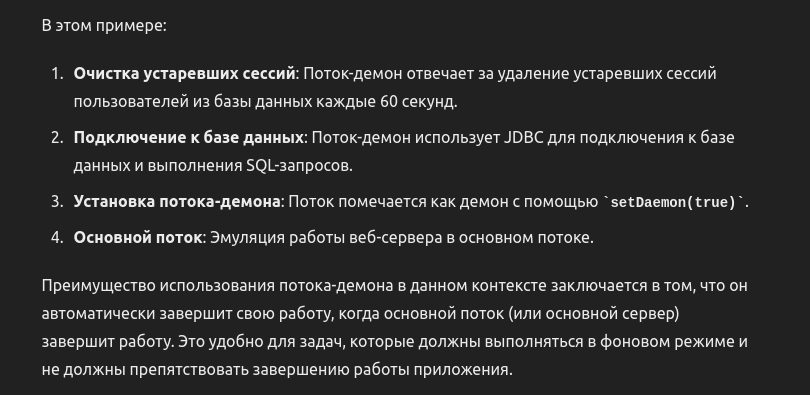 В этом примере:
1. Очистка устаревших сессий: Поток-демон отвечает за удаление устаревших сессий
пользователей из базы данных каждые 60 секунд.
2. Подключение к базе данных: Поток-демон использует JDBC для подключения к базе
данных и выполнения SQL-запросов.
3. Установка потока-демона: Поток помечается как демон с помощью `setDaemon(true)`.
4. Основной поток: Эмуляция работы веб-сервера в основном потоке.
Преимущество использования потока-демона в данном контексте заключается в том, что он
автоматически завершит свою работу, когда основной поток (или основной сервер)
завершит работу. Это удобно для задач, которые должны выполняться в фоновом режиме и
не должны препятствовать завершению работы приложения.